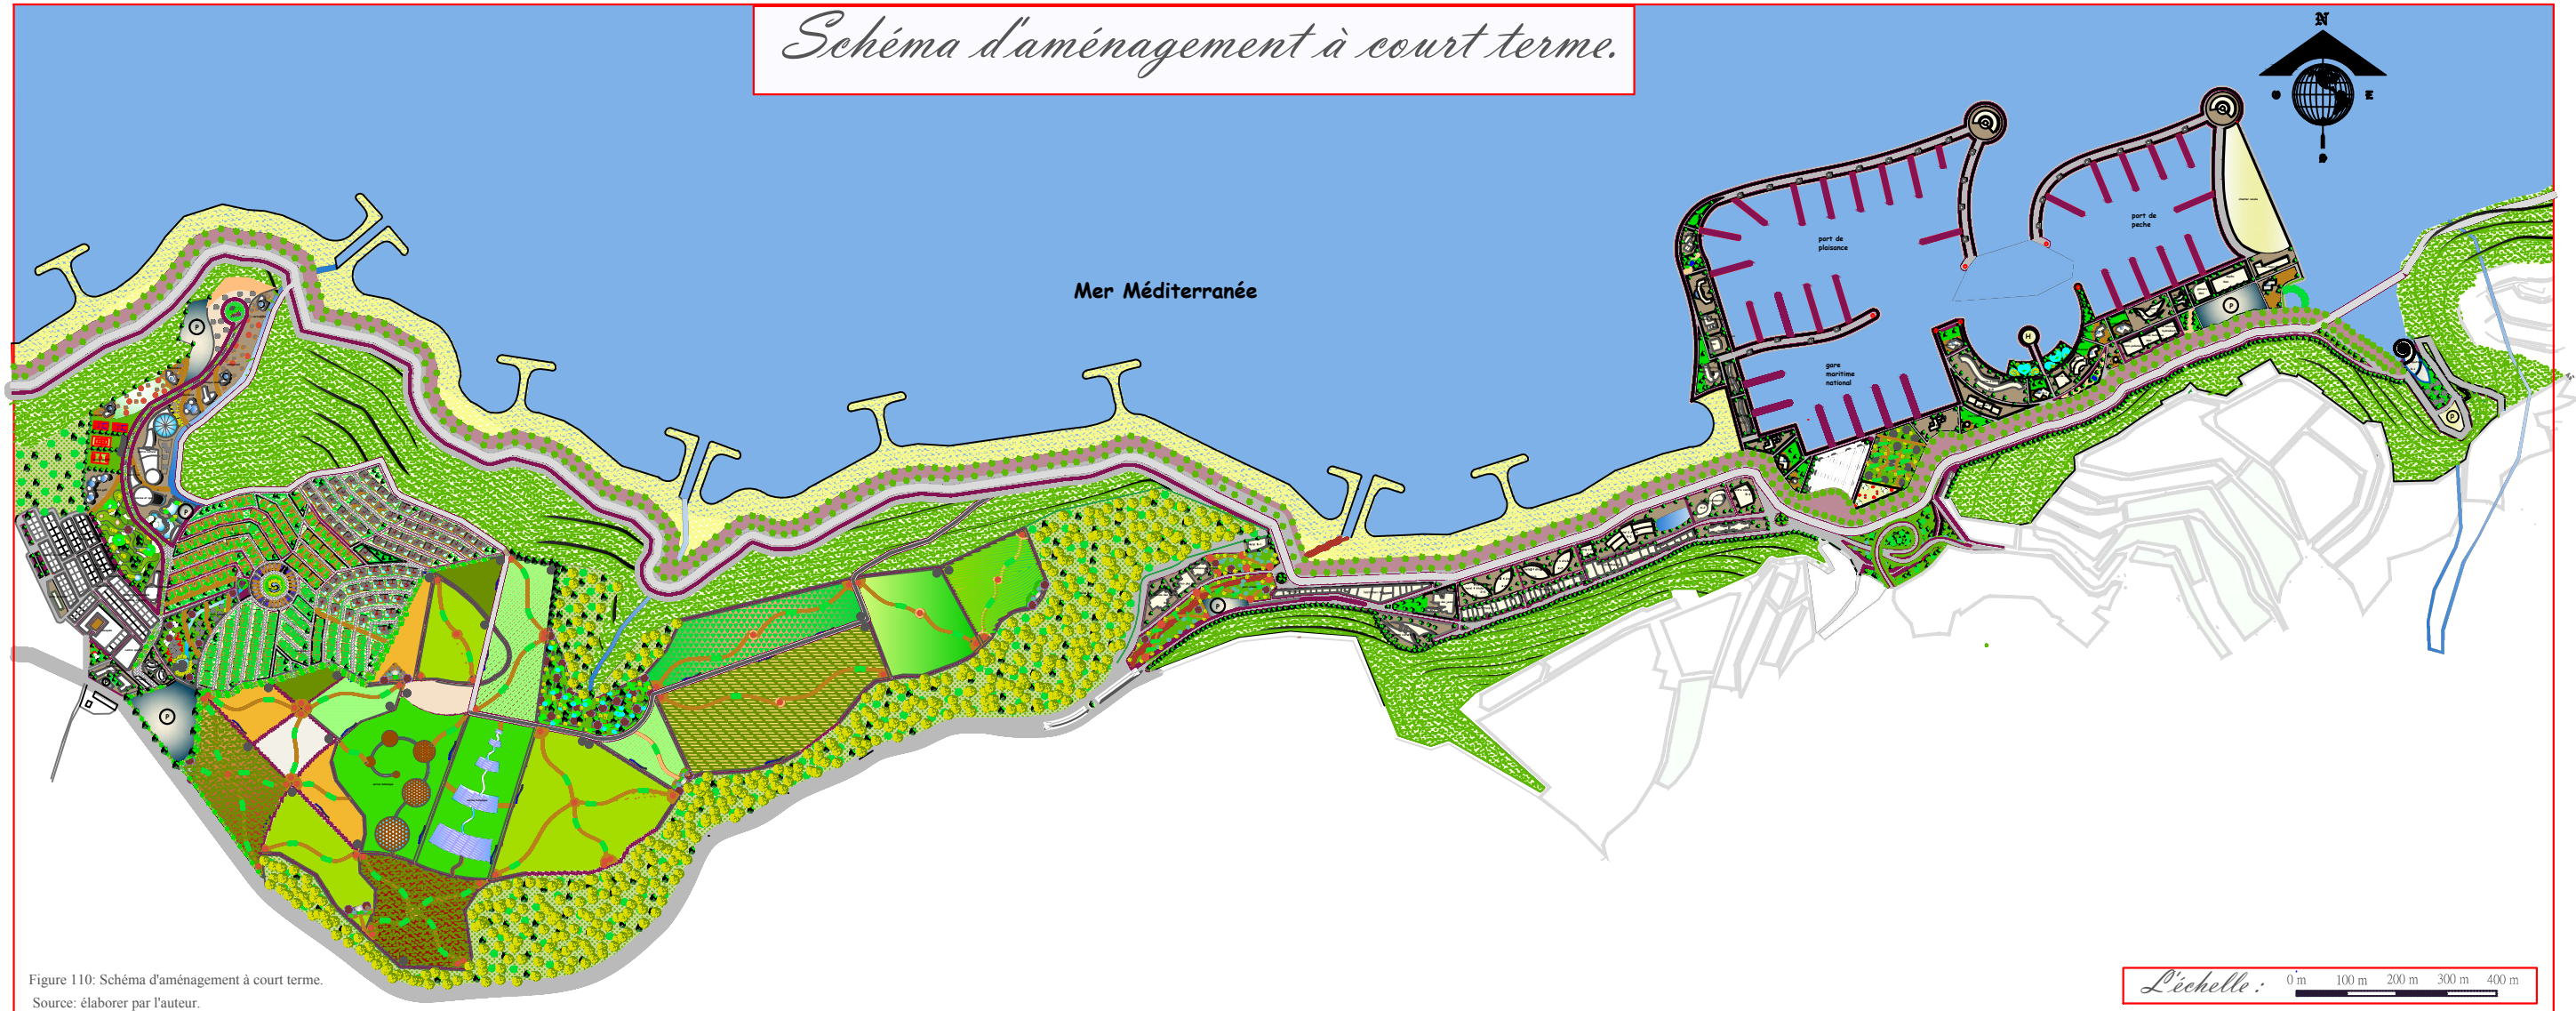 Schéma d'aménagement à court terme.
N
O
E
S
port de
peche
port de
plaisance
Mer Méditerranée
P
P
H
gare
maritime
national
P
P
P
P
Figure 110: Schéma d'aménagement à court terme.
Source: élaborer par l'auteur.
L'échelle :
0 m 100 m 200 m 300 m 400 m